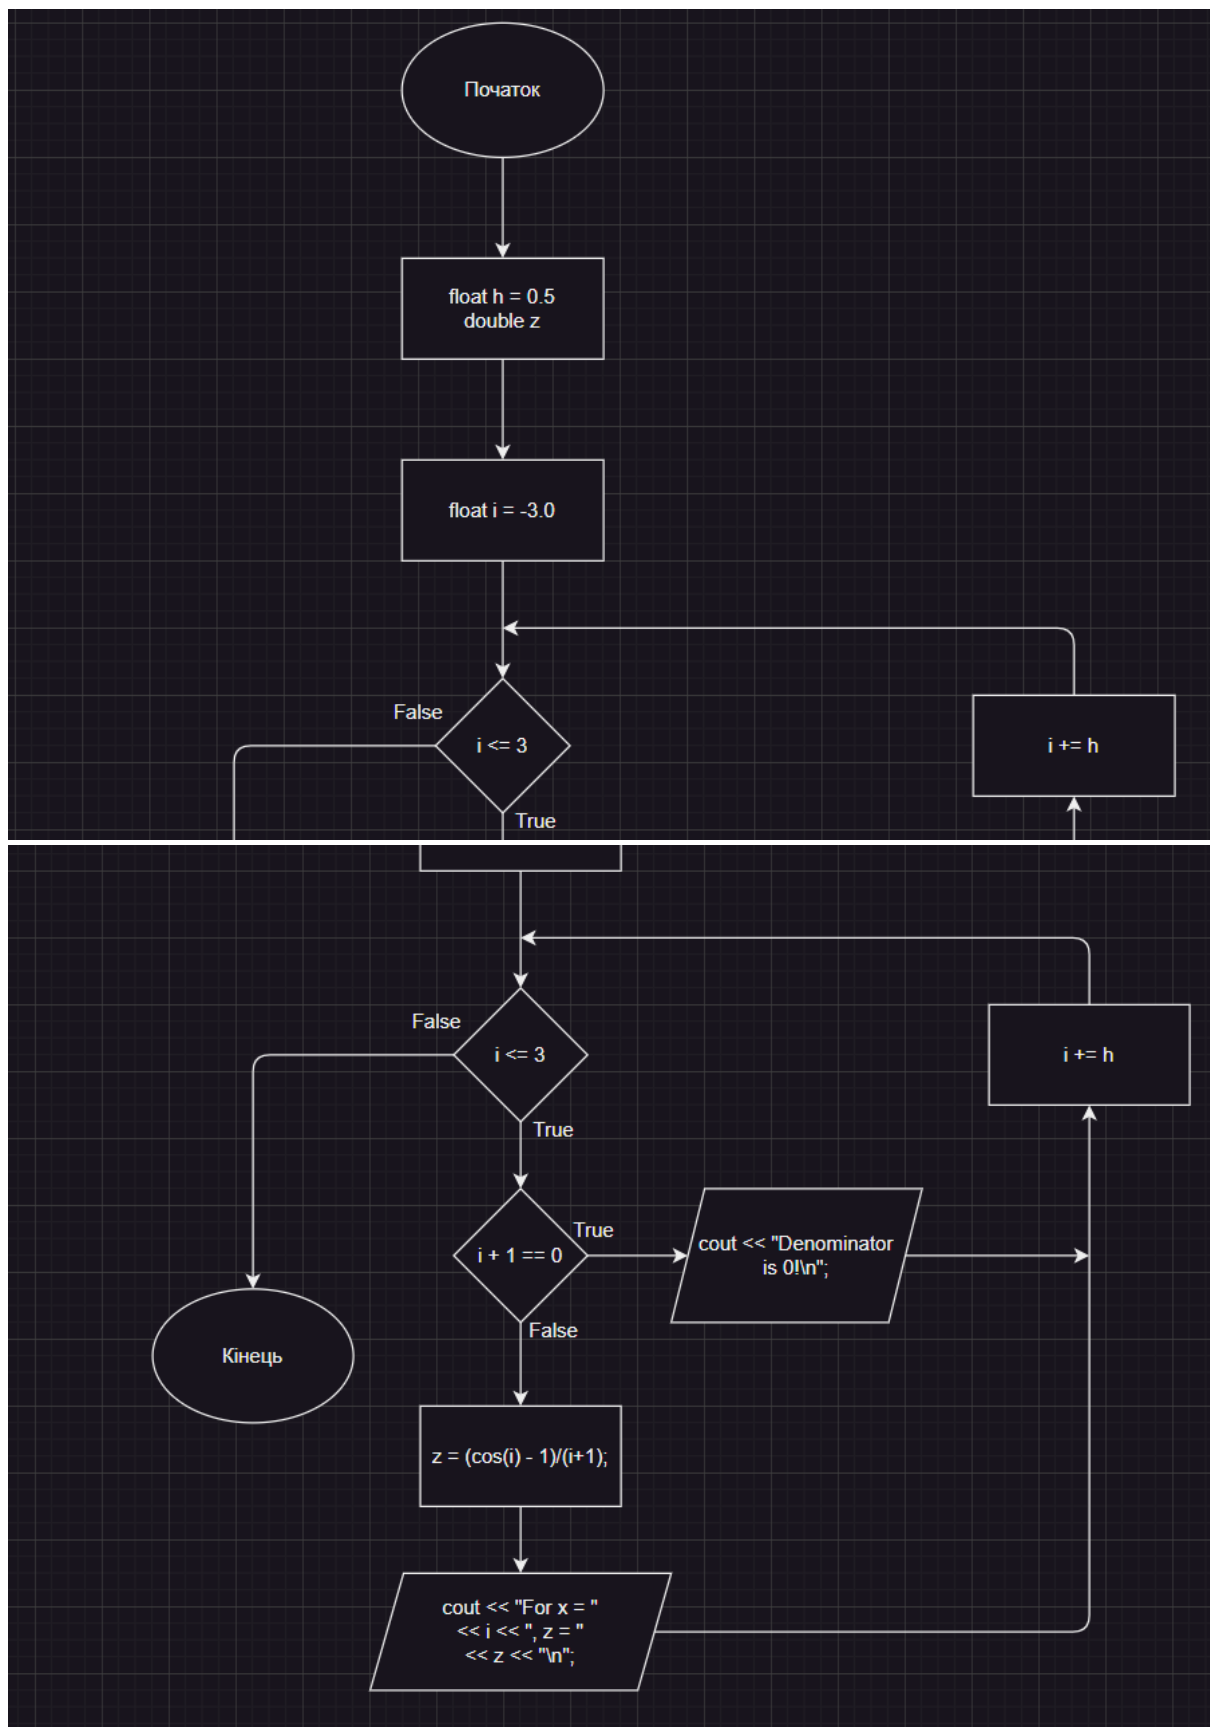 Початок
float h = 0.5
double z
float i = -3.0
False
i <= 3
i += h
True
False
i <= 3
i += h
True
True
i + 1 == 0
cout << "Denominator
is 0!\n";
False
Кінець
z = (cos(i) - 1)/(i+1);
cout << "For x = "
<< i << ", z = "
<< z << "\n";